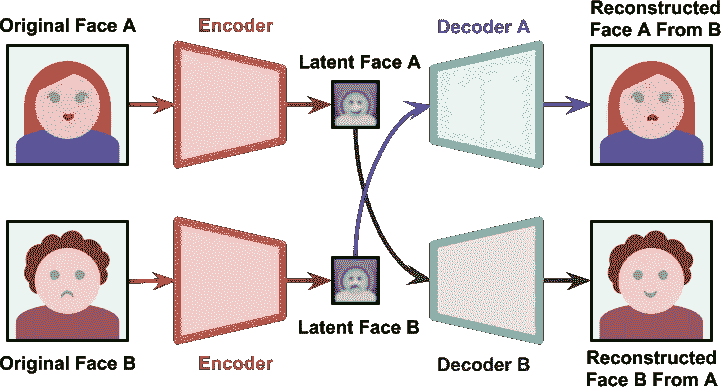 Original Face A
Encoder
Latent Face A
Decoder A
Reconstructed
Face A From B
Original Face B
Encoder
Latent Face B
Decoder B
Reconstructed
Face B From A